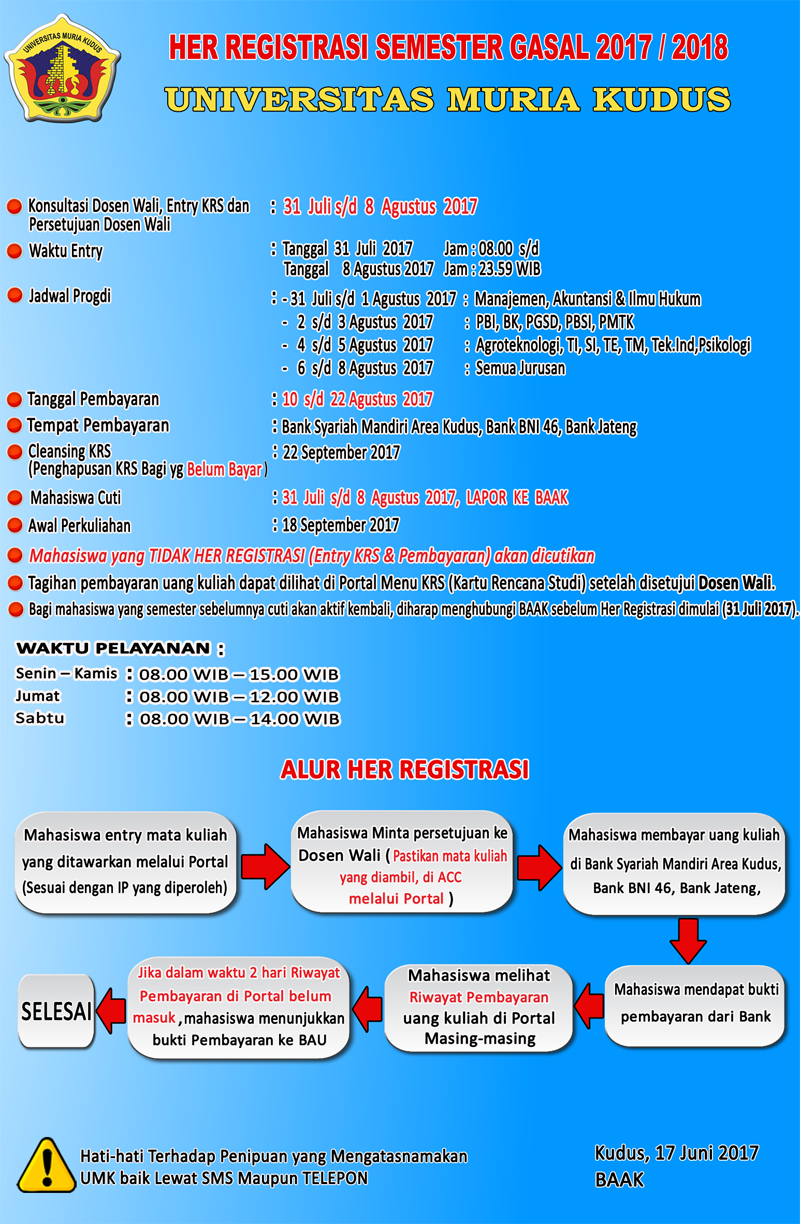 UNIVERSITAS MURIA KUDUS
HER REGISTRASI SEMESTER GASAL 2017 / 2018
UNIVERSITAS MURIA KUDUS
Konsultasi Dosen Wali, Entry KRS dan : 31 Juli s/d 8 Agustus 2017
Persetujuan Dosen Wali
Waktu Entry : Tanggal 31 Juli 2017 Jam : 08.00 s/d
Tanggal 8 Agustus 2017 Jam : 23.59 WIB
Jadwal Progdi : - 31 Juli s/d 1 Agustus 2017 : Manajemen, Akuntansi & Ilmu Hukum
- 2 s/d 3 Agustus 2017 : PBI, BK, PGSD, PBSI, PMTK
- 4 s/d 5 Agustus 2017 : Agroteknologi, TI, SI, TE, TM, Tek.Ind,Psikologi
- 6 s/d 8 Agustus 2017 : Semua Jurusan
Tanggal Pembayaran : 10 s/d 22 Agustus 2017
Tempat Pembayaran : Bank Syariah Mandiri Area Kudus, Bank BNI 46, Bank Jateng
Cleansing KRS : 22 September 2017
(Penghapusan KRS Bagi yg Belum Bayar )
Mahasiswa Cuti : 31 Juli s/d 8 Agustus 2017, LAPOR KE BAAK
Awal Perkuliahan : 18 September 2017
Mahasiswa yang TIDAK HER REGISTRASI (Entry KRS & Pembayaran) akan dicutikan
Tagihan pembayaran uang kuliah dapat dilihat di Portal Menu KRS (Kartu Rencana Studi) setelah disetujui Dosen Wali.
Bagi mahasiswa yang semester sebelumnya cuti akan aktif kembali, diharap menghubungi BAAK sebelum Her Registrasi dimulai (31 Juli 2017).
WAKTU PELAYANAN :
Senin – Kamis : 08.00 WIB – 15.00 WIB
Jumat : 08.00 WIB – 12.00 WIB
Sabtu : 08.00 WIB – 14.00 WIB
ALUR HER REGISTRASI
Mahasiswa entry mata kuliah
yang ditawarkan melalui Portal
(Sesuai dengan IP yang diperoleh)
Mahasiswa Minta persetujuan ke
Dosen Wali ( Pastikan mata kuliah
yang diambil, di ACC
melalui Portal )
Mahasiswa membayar uang kuliah
di Bank Syariah Mandiri Area Kudus,
Bank BNI 46, Bank Jateng,
Mahasiswa mendapat bukti
pembayaran dari Bank
Mahasiswa melihat
Riwayat Pembayaran
uang kuliah di Portal
Masing-masing
Jika dalam waktu 2 hari Riwayat
Pembayaran di Portal belum
masuk , mahasiswa menunjukkan
bukti Pembayaran ke BAU
SELESAI
Hati-hati Terhadap Penipuan yang Mengatasnamakan
UMK baik Lewat SMS Maupun TELEPON
Kudus, 17 Juni 2017
BAAK